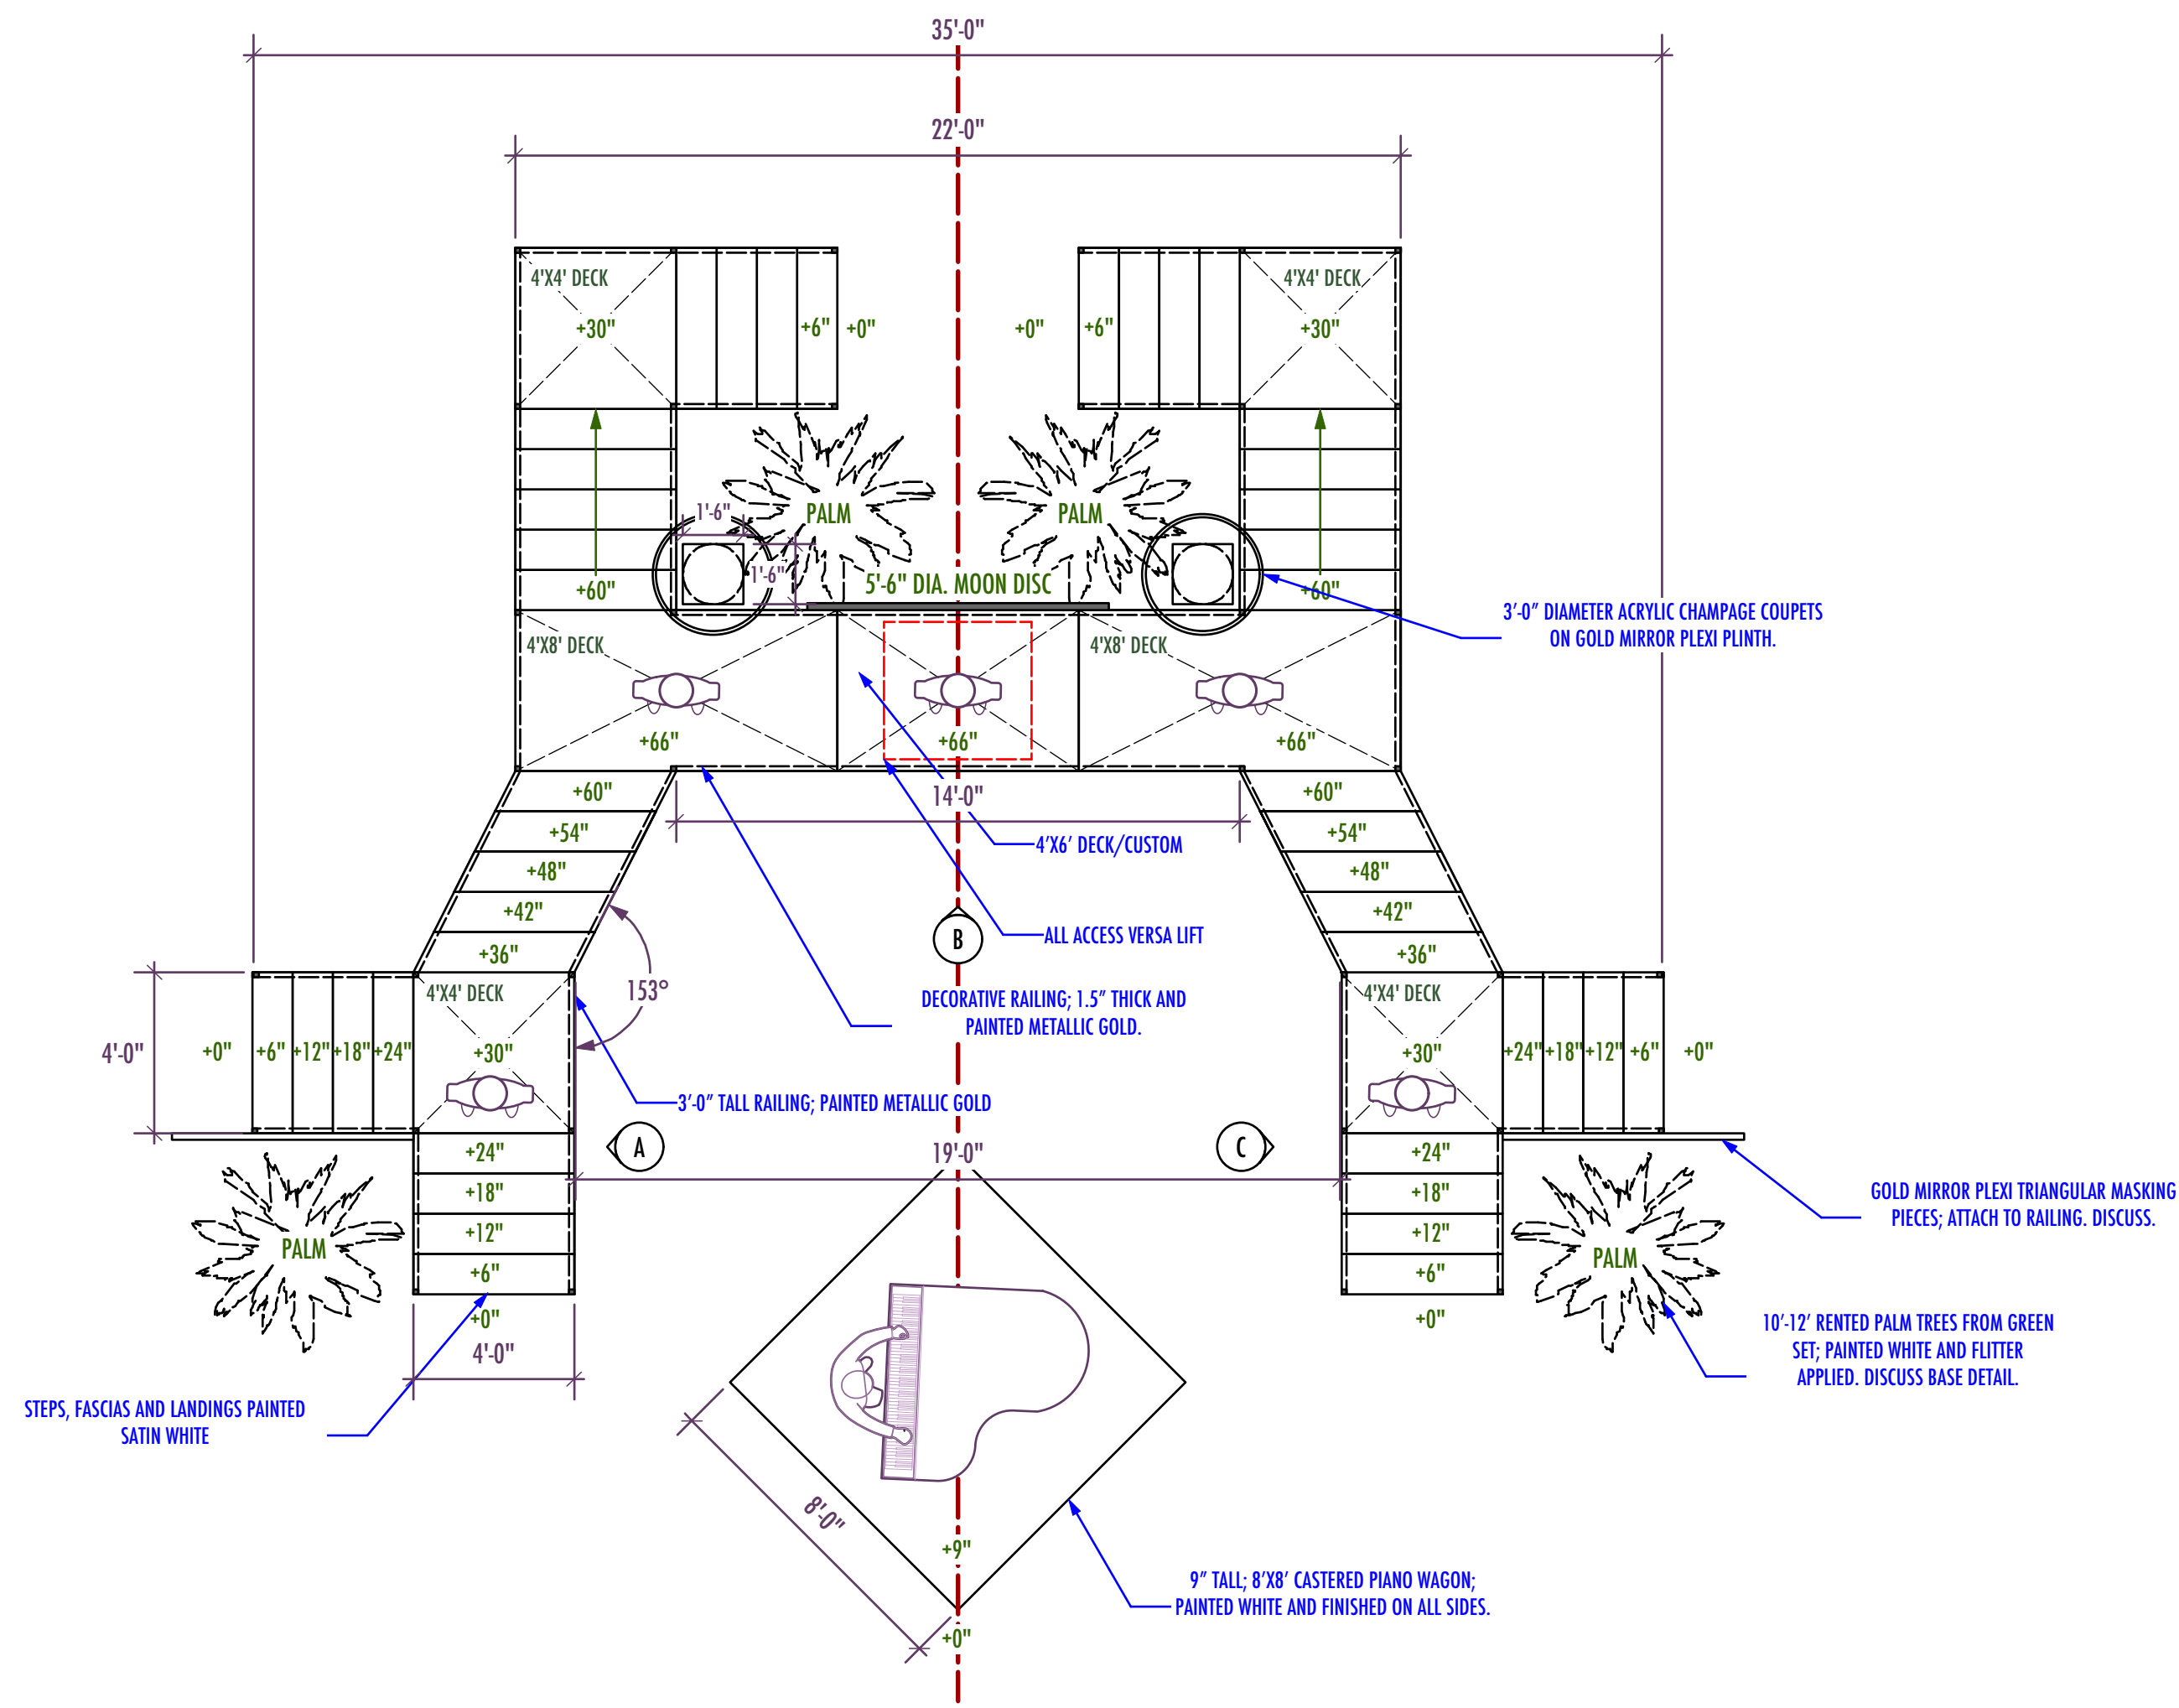 35'-0"
22'-0"
4'X4' DECK
4'X4' DECK
+30"
+6"
+0"
+0"
+6"
+30"
PALM
PALM
1'-6"
1'-6"
5'-6" DIA. MOON DISC
+60"
+60"
3'-0" DIAMETER ACRYLIC CHAMPAGE COUPETS
ON GOLD MIRROR PLEXI PLINTH.
4'X8' DECK
4'X8' DECK
+66"
+66"
+66"
+60"
14'-0"
+60"
+54"
+54"
4'X6' DECK/CUSTOM
+48"
+48"
+42"
+42"
B
ALL ACCESS VERSA LIFT
+36"
+36"
4'X4' DECK
153°
DECORATIVE RAILING; 1.5" THICK AND
PAINTED METALLIC GOLD.
4'X4' DECK
4'-0"
+0"
+6"
+12"
+18"
+24"
+30"
+30"
+24"
+18"
+12"
+6"
+0"
3'-0" TALL RAILING; PAINTED METALLIC GOLD
+24"
A
19'-0"
C
+24"
+18"
+18"
GOLD MIRROR PLEXI TRIANGULAR MASKING
PIECES; ATTACH TO RAILING. DISCUSS.
PALM
+12"
+12"
PALM
+6"
+6"
+0"
+0"
4'-0"
10'-12' RENTED PALM TREES FROM GREEN
SET; PAINTED WHITE AND FLITTER
APPLIED. DISCUSS BASE DETAIL.
STEPS, FASCIAS AND LANDINGS PAINTED
SATIN WHITE
8'-0"
+9"
9" TALL; 8'X8' CASTERED PIANO WAGON;
PAINTED WHITE AND FINISHED ON ALL SIDES.
+0"